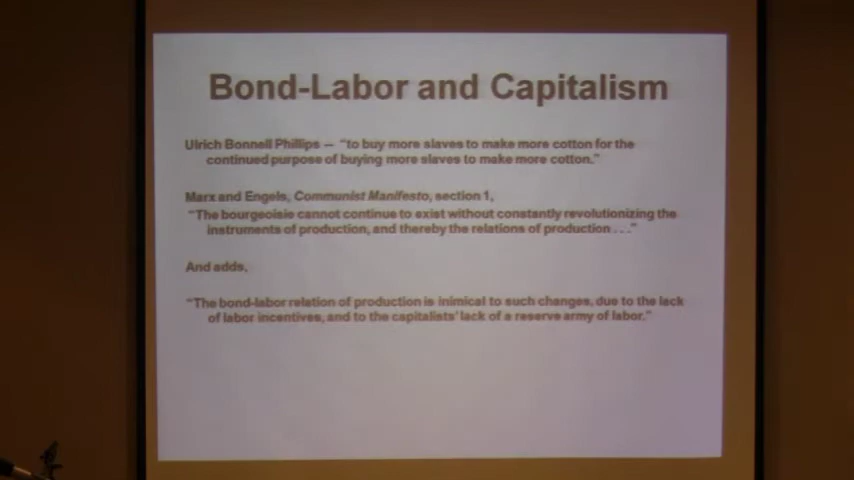 Bond-Labor and Capitalism
Ulrich Bonnell Phillips — “to buy more slaves to make more cotton for the
continued purpose of buying more slaves to make more cotton.”
Marx and Engels, Communist Manifesto, section 1,
“The bourgeoisie cannot continue to exist without constantly revolutionizing the
instruments of production, and thereby the relations of production . . .”
And adds,
“The bond-labor relation of production is inimical to such changes, due to the lack
of labor incentives, and to the capitalists’ lack of a reserve army of labor.”